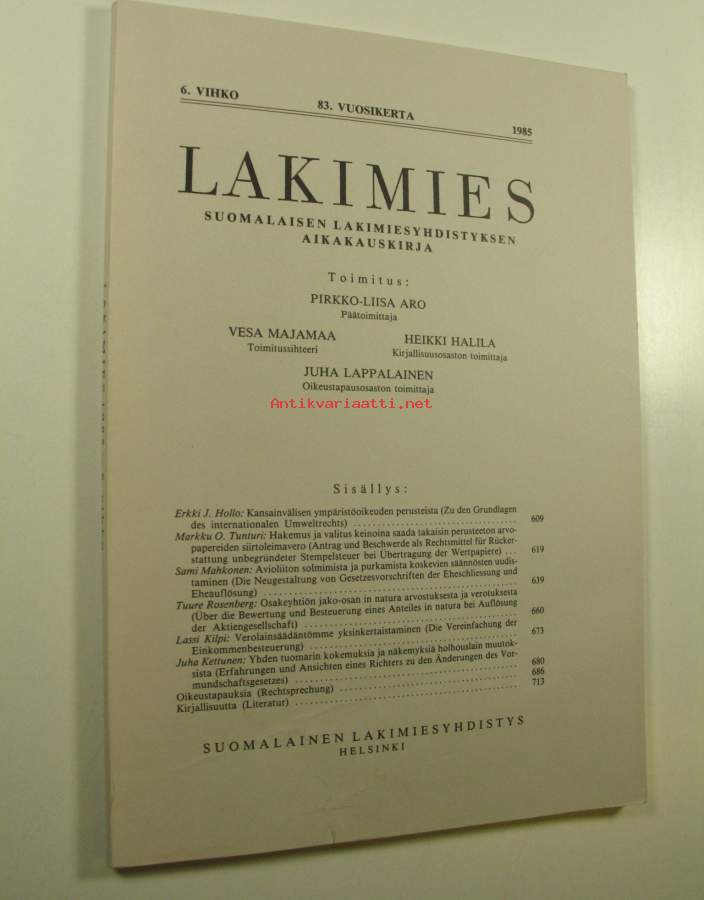 6. VIHKO 83. VUOSIKERTA 1985
LAKIMIES
SUOMALAISEN LAKIMIESYHDISTYKSEN
AIKAKAUSKIRJA
Toimitus:
PIRKKO-LIISA ARO
Päätoimittaja
VESA MAJAMAA HEIKKI HALILA
Toimitussihteeri Kirjallisuusosaston toimittaja
JUHA LAPPALAINEN
Oikeustapausosaston toimittaja
Antikvariaatti.net
Sisällys:
Erkki J. Hollo: Kansainvälisen ympäristöoikeuden perusteista (Zu den Grundlagen
des internationalen Umweltrechts) 609
Markku O. Tunturi: Hakemus ja valitus keinoina saada takaisin perusteeton arvo-
papereiden siirtoleimavero (Antrag und Beschwerde als Rechtsmittel für Rücker-
stattung unbegründeter Stempelsteuer bei Übertragung der Wertpapiere) ... 619
Sami Mahkonen: Avioliiton solmimista ja purkamista koskevien säännösten uudis-
taminen (Die Neugestaltung von Gesetzesvorschriften der Eheschliessung und
Eheauflösung) 639
Tuure Rosenberg: Osakeyhtiön jako-osan in natura arvostuksesta ja verotuksesta
(Über die Bewertung und Besteuerung eines Anteiles in natura bei Auflösung
der Aktiengesellschaft) 660
Lassi Kilpi: Verolainsäädäntömme yksinkertaistaminen (Die Vereinfachung der
Einkommenbesteuerung) 673
Juha Kettunen: Yhden tuomarin kokemuksia ja näkemyksiä holhouslain muutok-
sista (Erfahrungen und Ansichten eines Richters zu den Änderungen des Vor-
mundschaftsgesetzes) 680
Oikeustapauksia (Rechtsprechung) 686
Kirjallisuutta (Literatur) 713
SUOMALAINEN LAKIMIESYHDISTYS
HELSINKI